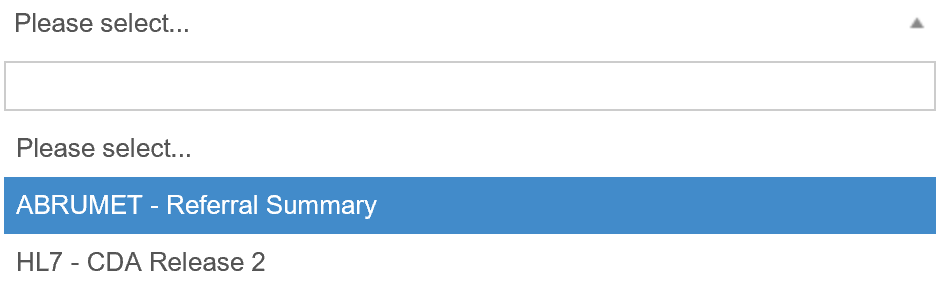 Please select...
Please select...
ABRUMET - Referral Summary
HL7 - CDA Release 2